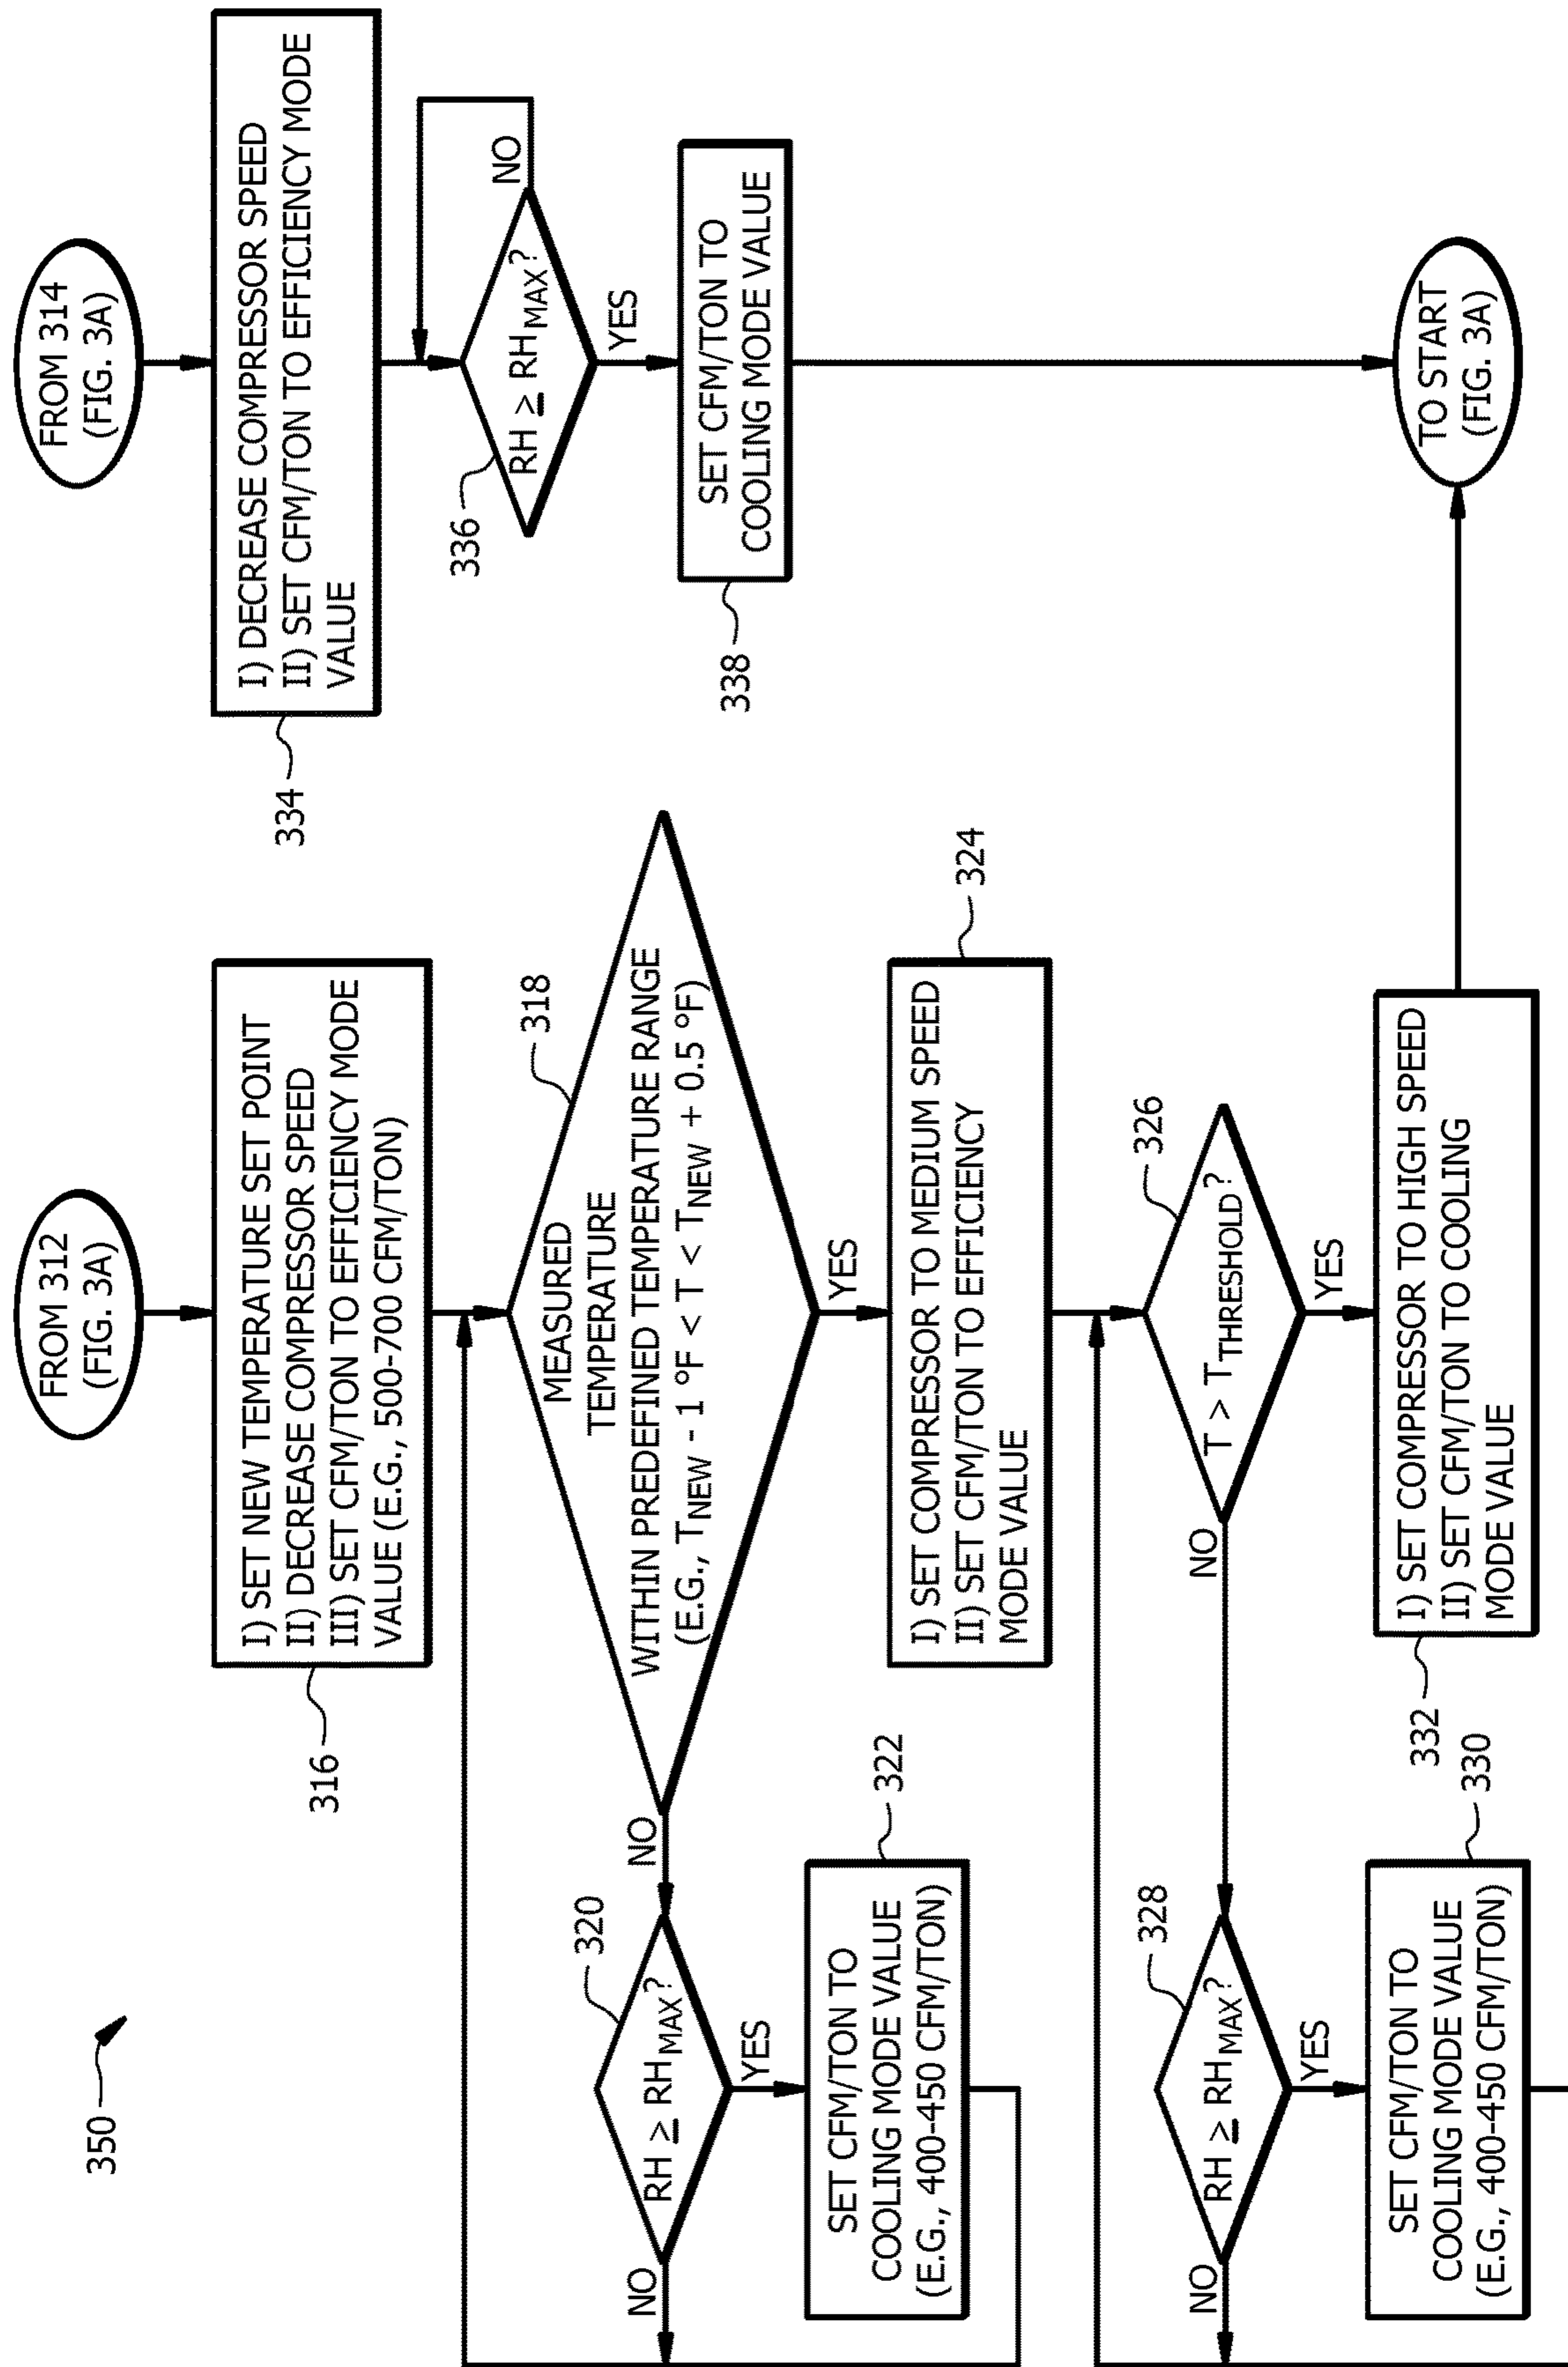 350
FROM 312
(FIG. 3A)
316
I) SET NEW TEMPERATURE SET POINT
II) DECREASE COMPRESSOR SPEED
III) SET CFM/TON TO EFFICIENCY MODE
VALUE (E.G., 500-700 CFM/TON)
318
MEASURED
TEMPERATURE
WITHIN PREDEFINED TEMPERATURE RANGE
(E.G., TNEW - 1 °F < T < TNEW + 0.5 °F)
NO
YES
320
RH ≥ RHMAX?
NO
YES
322
SET CFM/TON TO
COOLING MODE VALUE
(E.G., 400-450 CFM/TON)
324
I) SET COMPRESSOR TO MEDIUM SPEED
II) SET CFM/TON TO EFFICIENCY
MODE VALUE
326
T > TTHRESHOLD?
NO
YES
328
RH ≥ RHMAX?
NO
YES
330
SET CFM/TON TO
COOLING MODE VALUE
(E.G., 400-450 CFM/TON)
332
I) SET COMPRESSOR TO HIGH SPEED
II) SET CFM/TON TO COOLING
MODE VALUE
FROM 314
(FIG. 3A)
334
I) DECREASE COMPRESSOR SPEED
II) SET CFM/TON TO EFFICIENCY MODE
VALUE
336
RH ≥ RHMAX?
NO
YES
338
SET CFM/TON TO
COOLING MODE VALUE
TO START
(FIG. 3A)